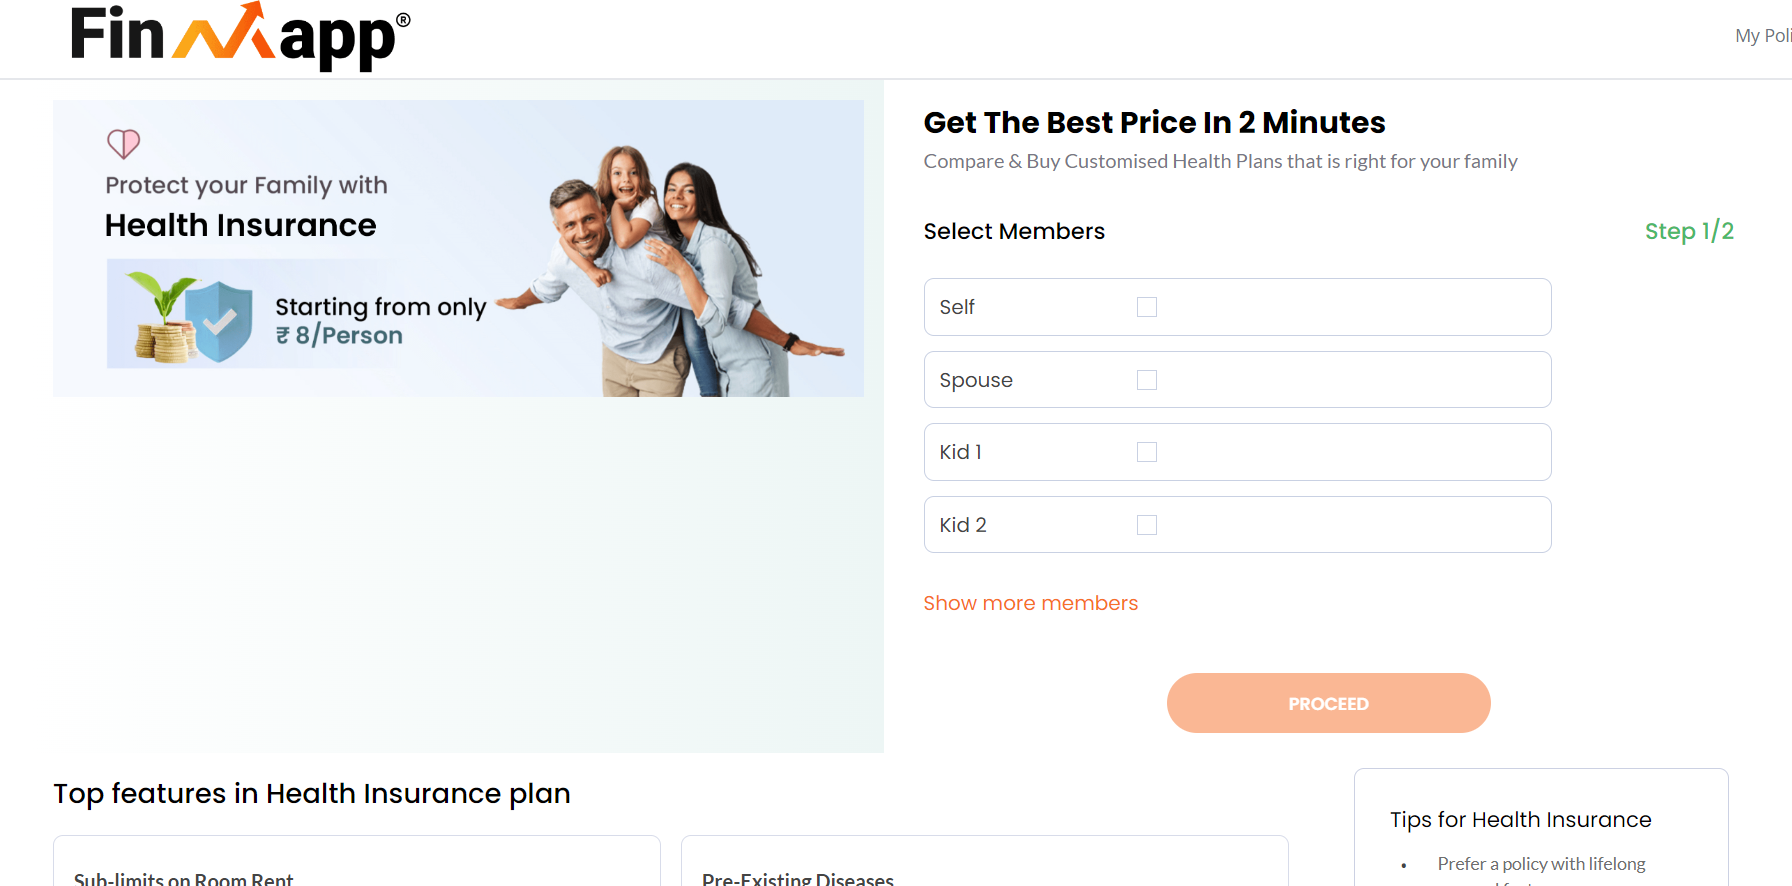 Fin app®
My Poli
Protect your Family with
Health Insurance
Starting from only
₹ 8/Person
Get The Best Price In 2 Minutes
Compare & Buy Customised Health Plans that is right for your family
Select Members
Step 1/2
Self
Spouse
Kid 1
Kid 2
Show more members
PROCEED
Top features in Health Insurance plan
Sub-limits on Room Rent
Pre-Existing Diseases
Tips for Health Insurance
• Prefer a policy with lifelong